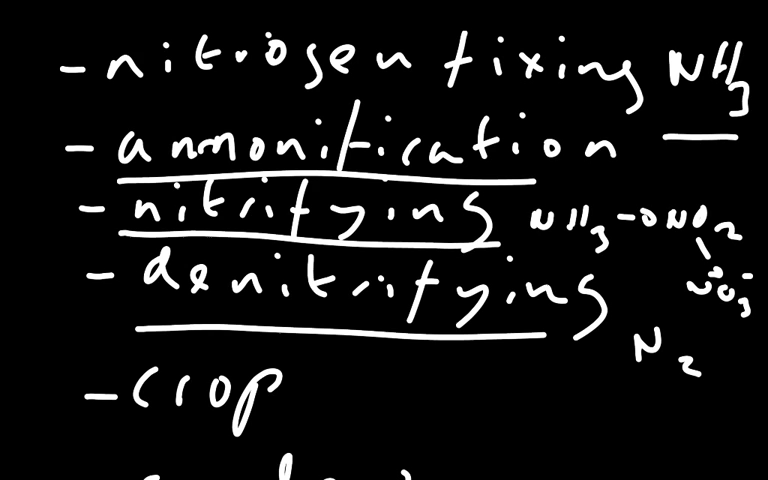 - nitrogen fixing NH3
- ammonification
- nitrifying NH3 → NO2
NO3-
- denitrifying
N2
- crop